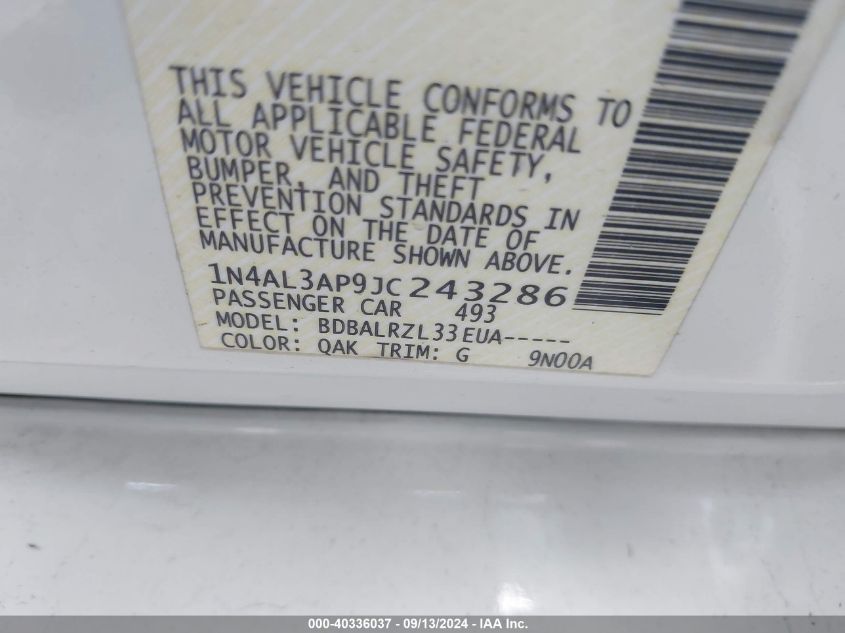 THIS VEHICLE CONFORMS TO
ALL APPLICABLE FEDERAL
MOTOR VEHICLE SAFETY,
BUMPER, AND THEFT
PREVENTION STANDARDS IN
EFFECT ON THE DATE OF
MANUFACTURE SHOWN ABOVE.
1N4AL3AP9JC243286
PASSENGER CAR 493
MODEL: BDBALRZL33EUA-----
COLOR: QAK TRIM: G 9N00A
000-40336037 - 09/13/2024 - IAA Inc.